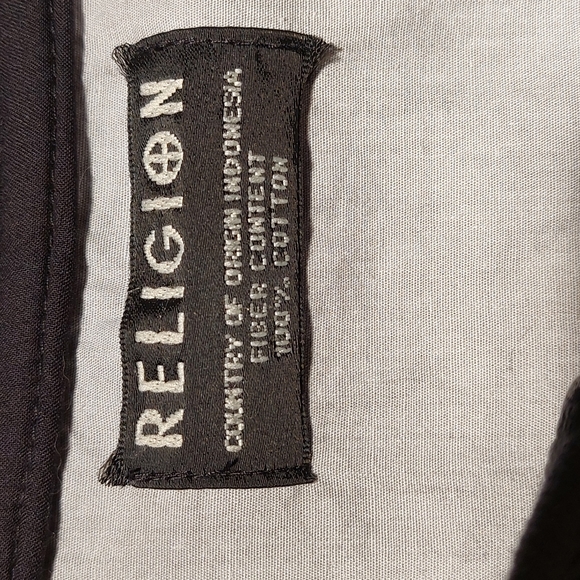 RELIGION
COUNTRY OF ORIGIN INDONESIA
FIBER CONTENT
100% COTTON